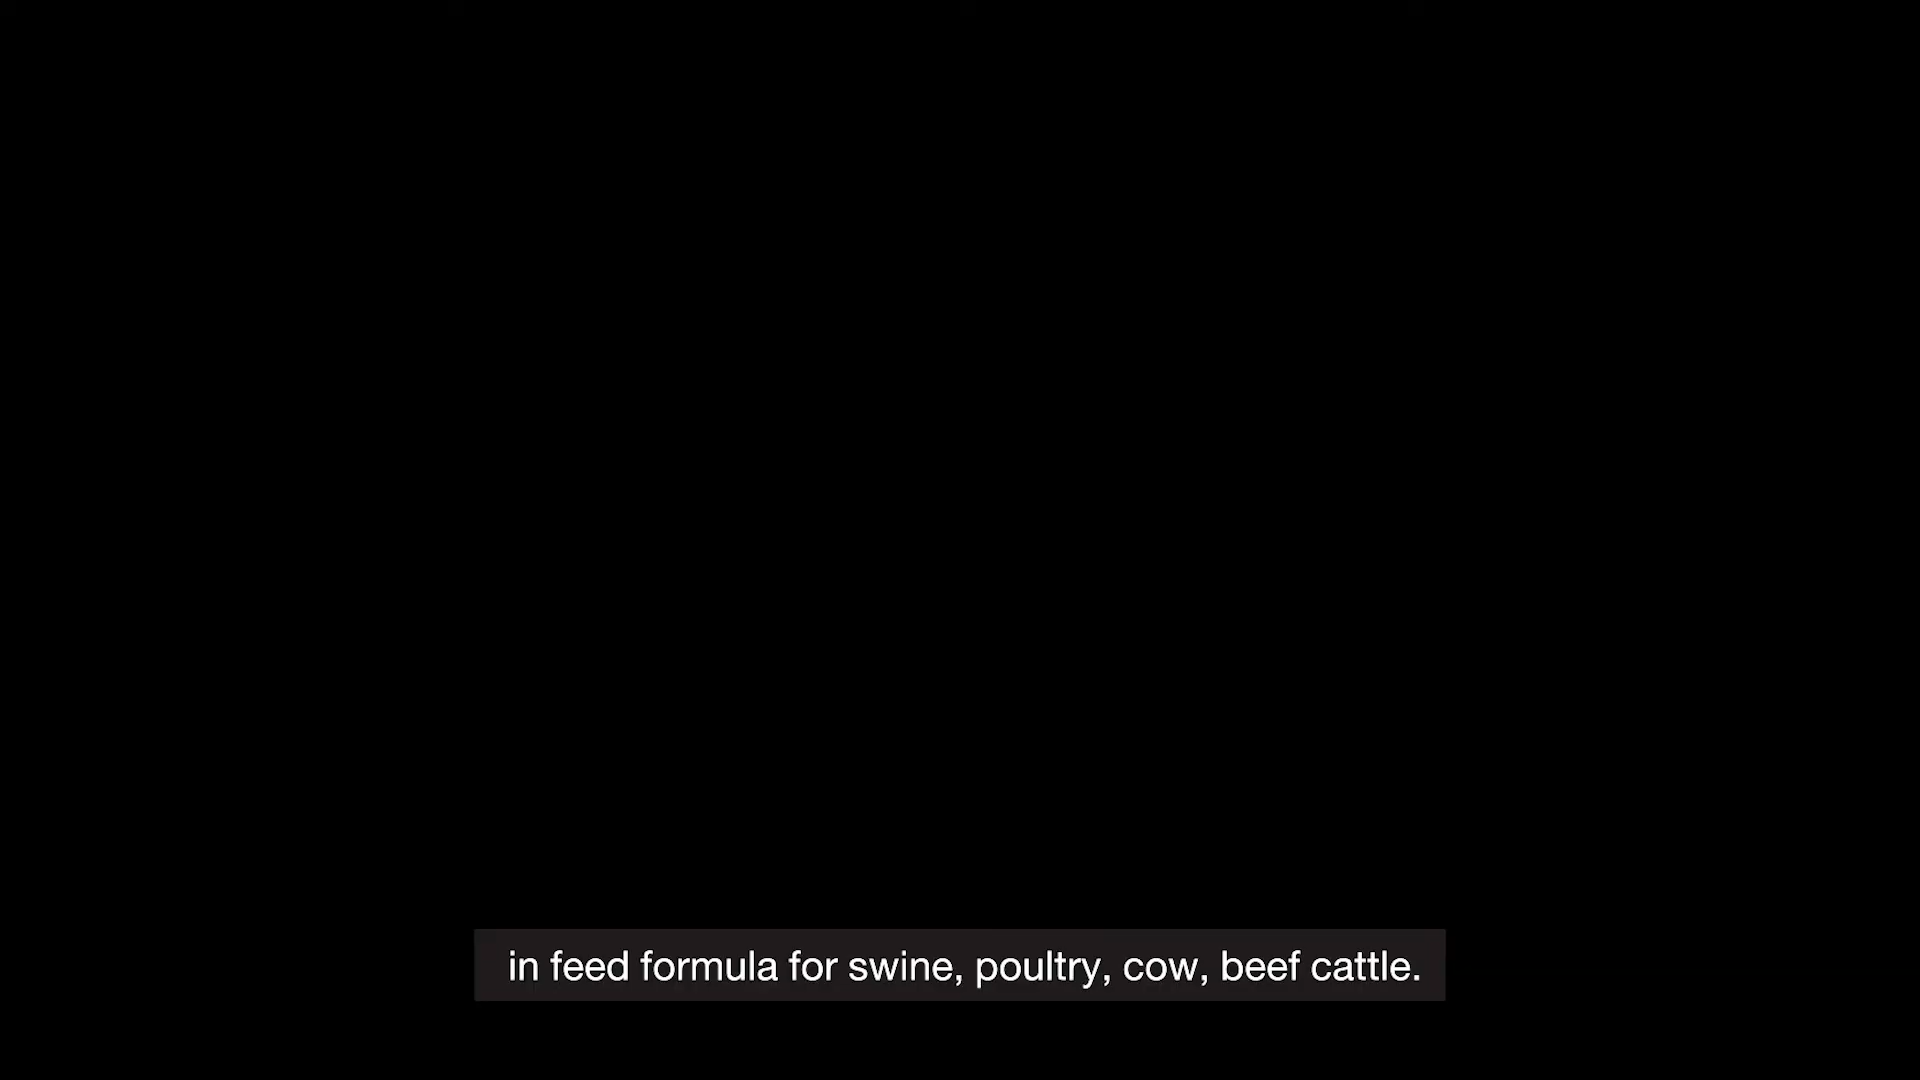 in feed formula for swine, poultry, cow, beef cattle.